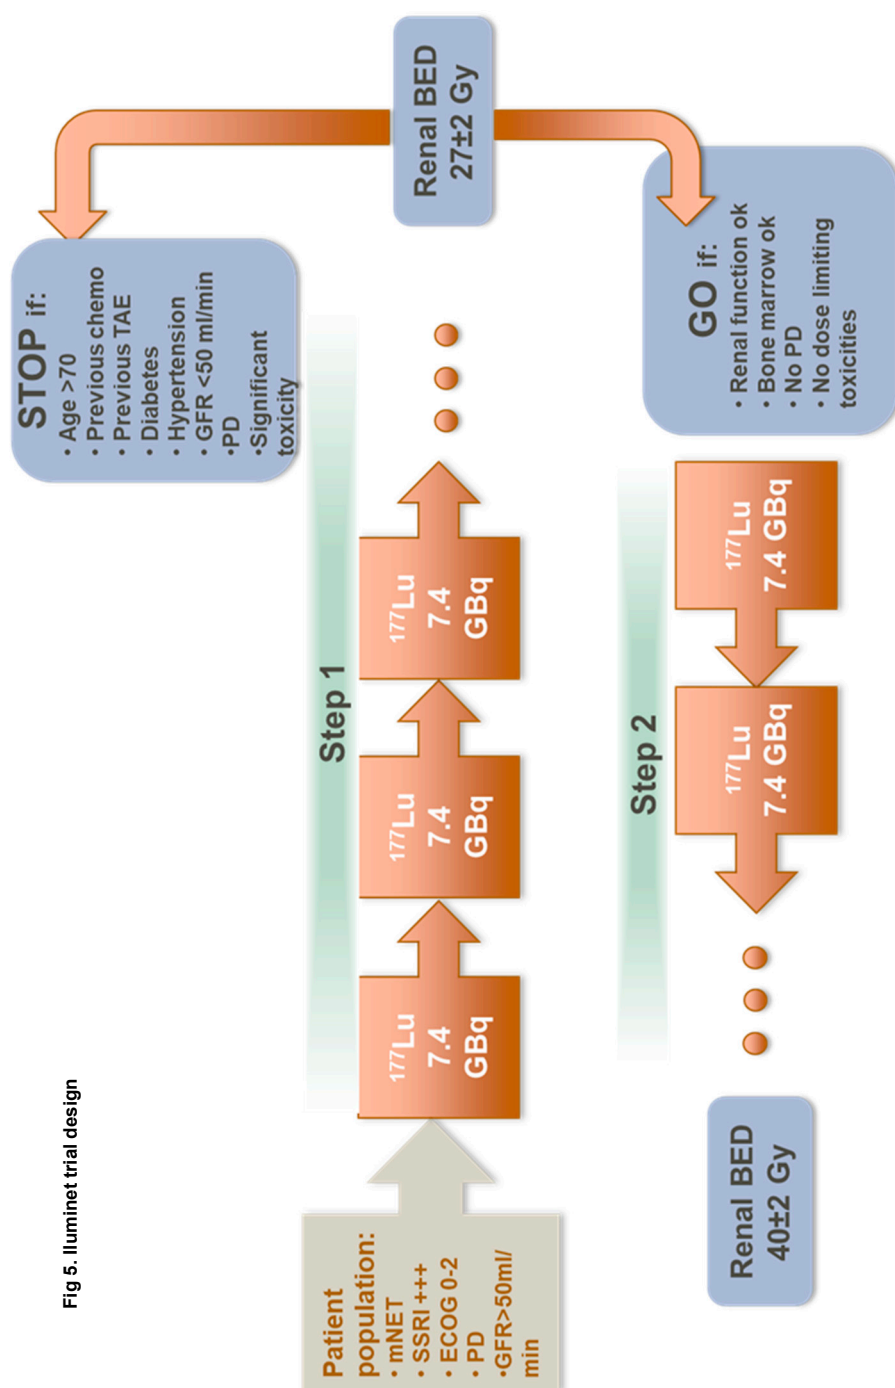 Fig 5. Iluminet trial design
Patient
population:
• mNET
• SSRI +++
• ECOG 0-2
• PD
•GFR>50ml/
min
Step 1
177Lu
7.4
GBq
177Lu
7.4
GBq
177Lu
7.4
GBq
Renal BED
27±2 Gy
STOP if:
• Age >70
• Previous chemo
• Previous TAE
• Diabetes
• Hypertension
• GFR <50 ml/min
•PD
•Significant
toxicity
GO if:
• Renal function ok
• Bone marrow ok
• No PD
• No dose limiting
toxicities
Step 2
177Lu
7.4 GBq
177Lu
7.4 GBq
Renal BED
40±2 Gy